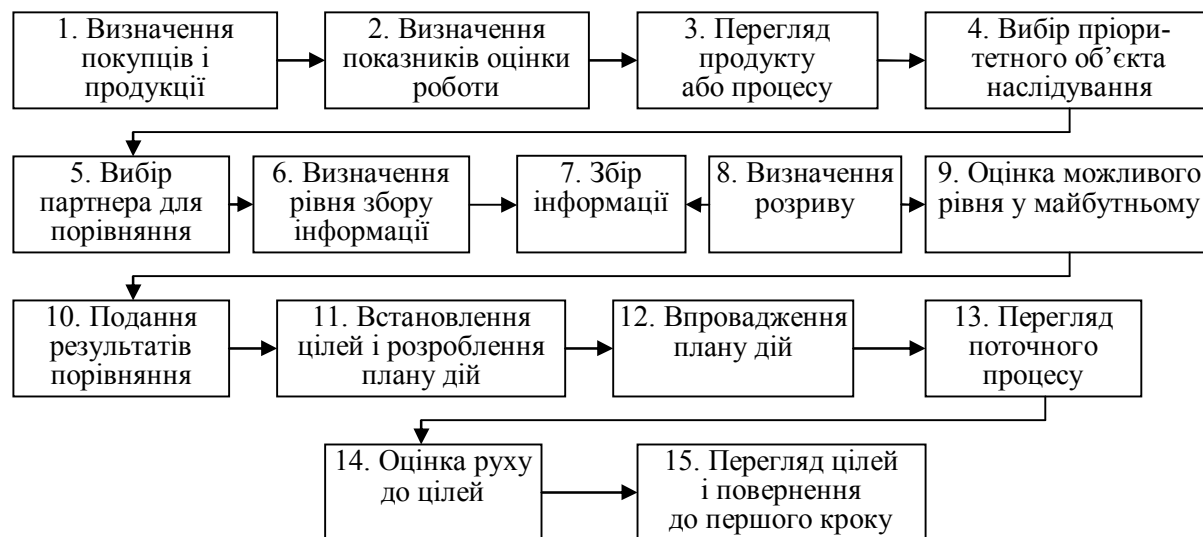 1. Визначення
покупців і
продукції
2. Визначення
показників оцінки
роботи
3. Перегляд
продукту
або процесу
4. Вибір пріори-
тетного об’єкта
наслідування
5. Вибір
партнера для
порівняння
6. Визначення
рівня збору
інформації
7. Збір
інформації
8. Визначення
розриву
9. Оцінка можливого
рівня у майбутньому
10. Подання
результатів
порівняння
11. Встановлення
цілей і розроблення
плану дій
12. Впровадження
плану дій
13. Перегляд
поточного
процесу
14. Оцінка руху
до цілей
15. Перегляд цілей
і повернення
до першого кроку